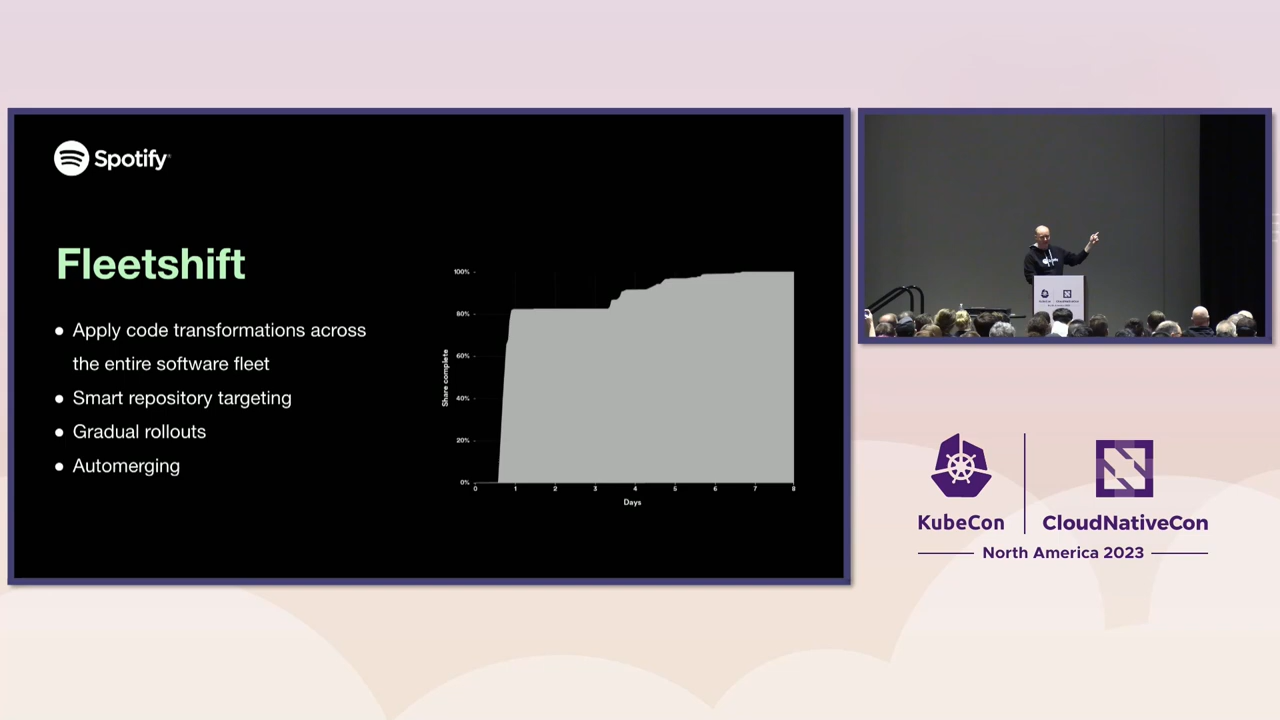 Spotify
Fleetshift
Apply code transformations across
the entire software fleet
Smart repository targeting
Gradual rollouts
Automerging
100%
80%
60%
40%
20%
0%
Share complete
0 1 2 3 4 5 6 7 8
Days
KubeCon
CloudNativeCon
North America 2023